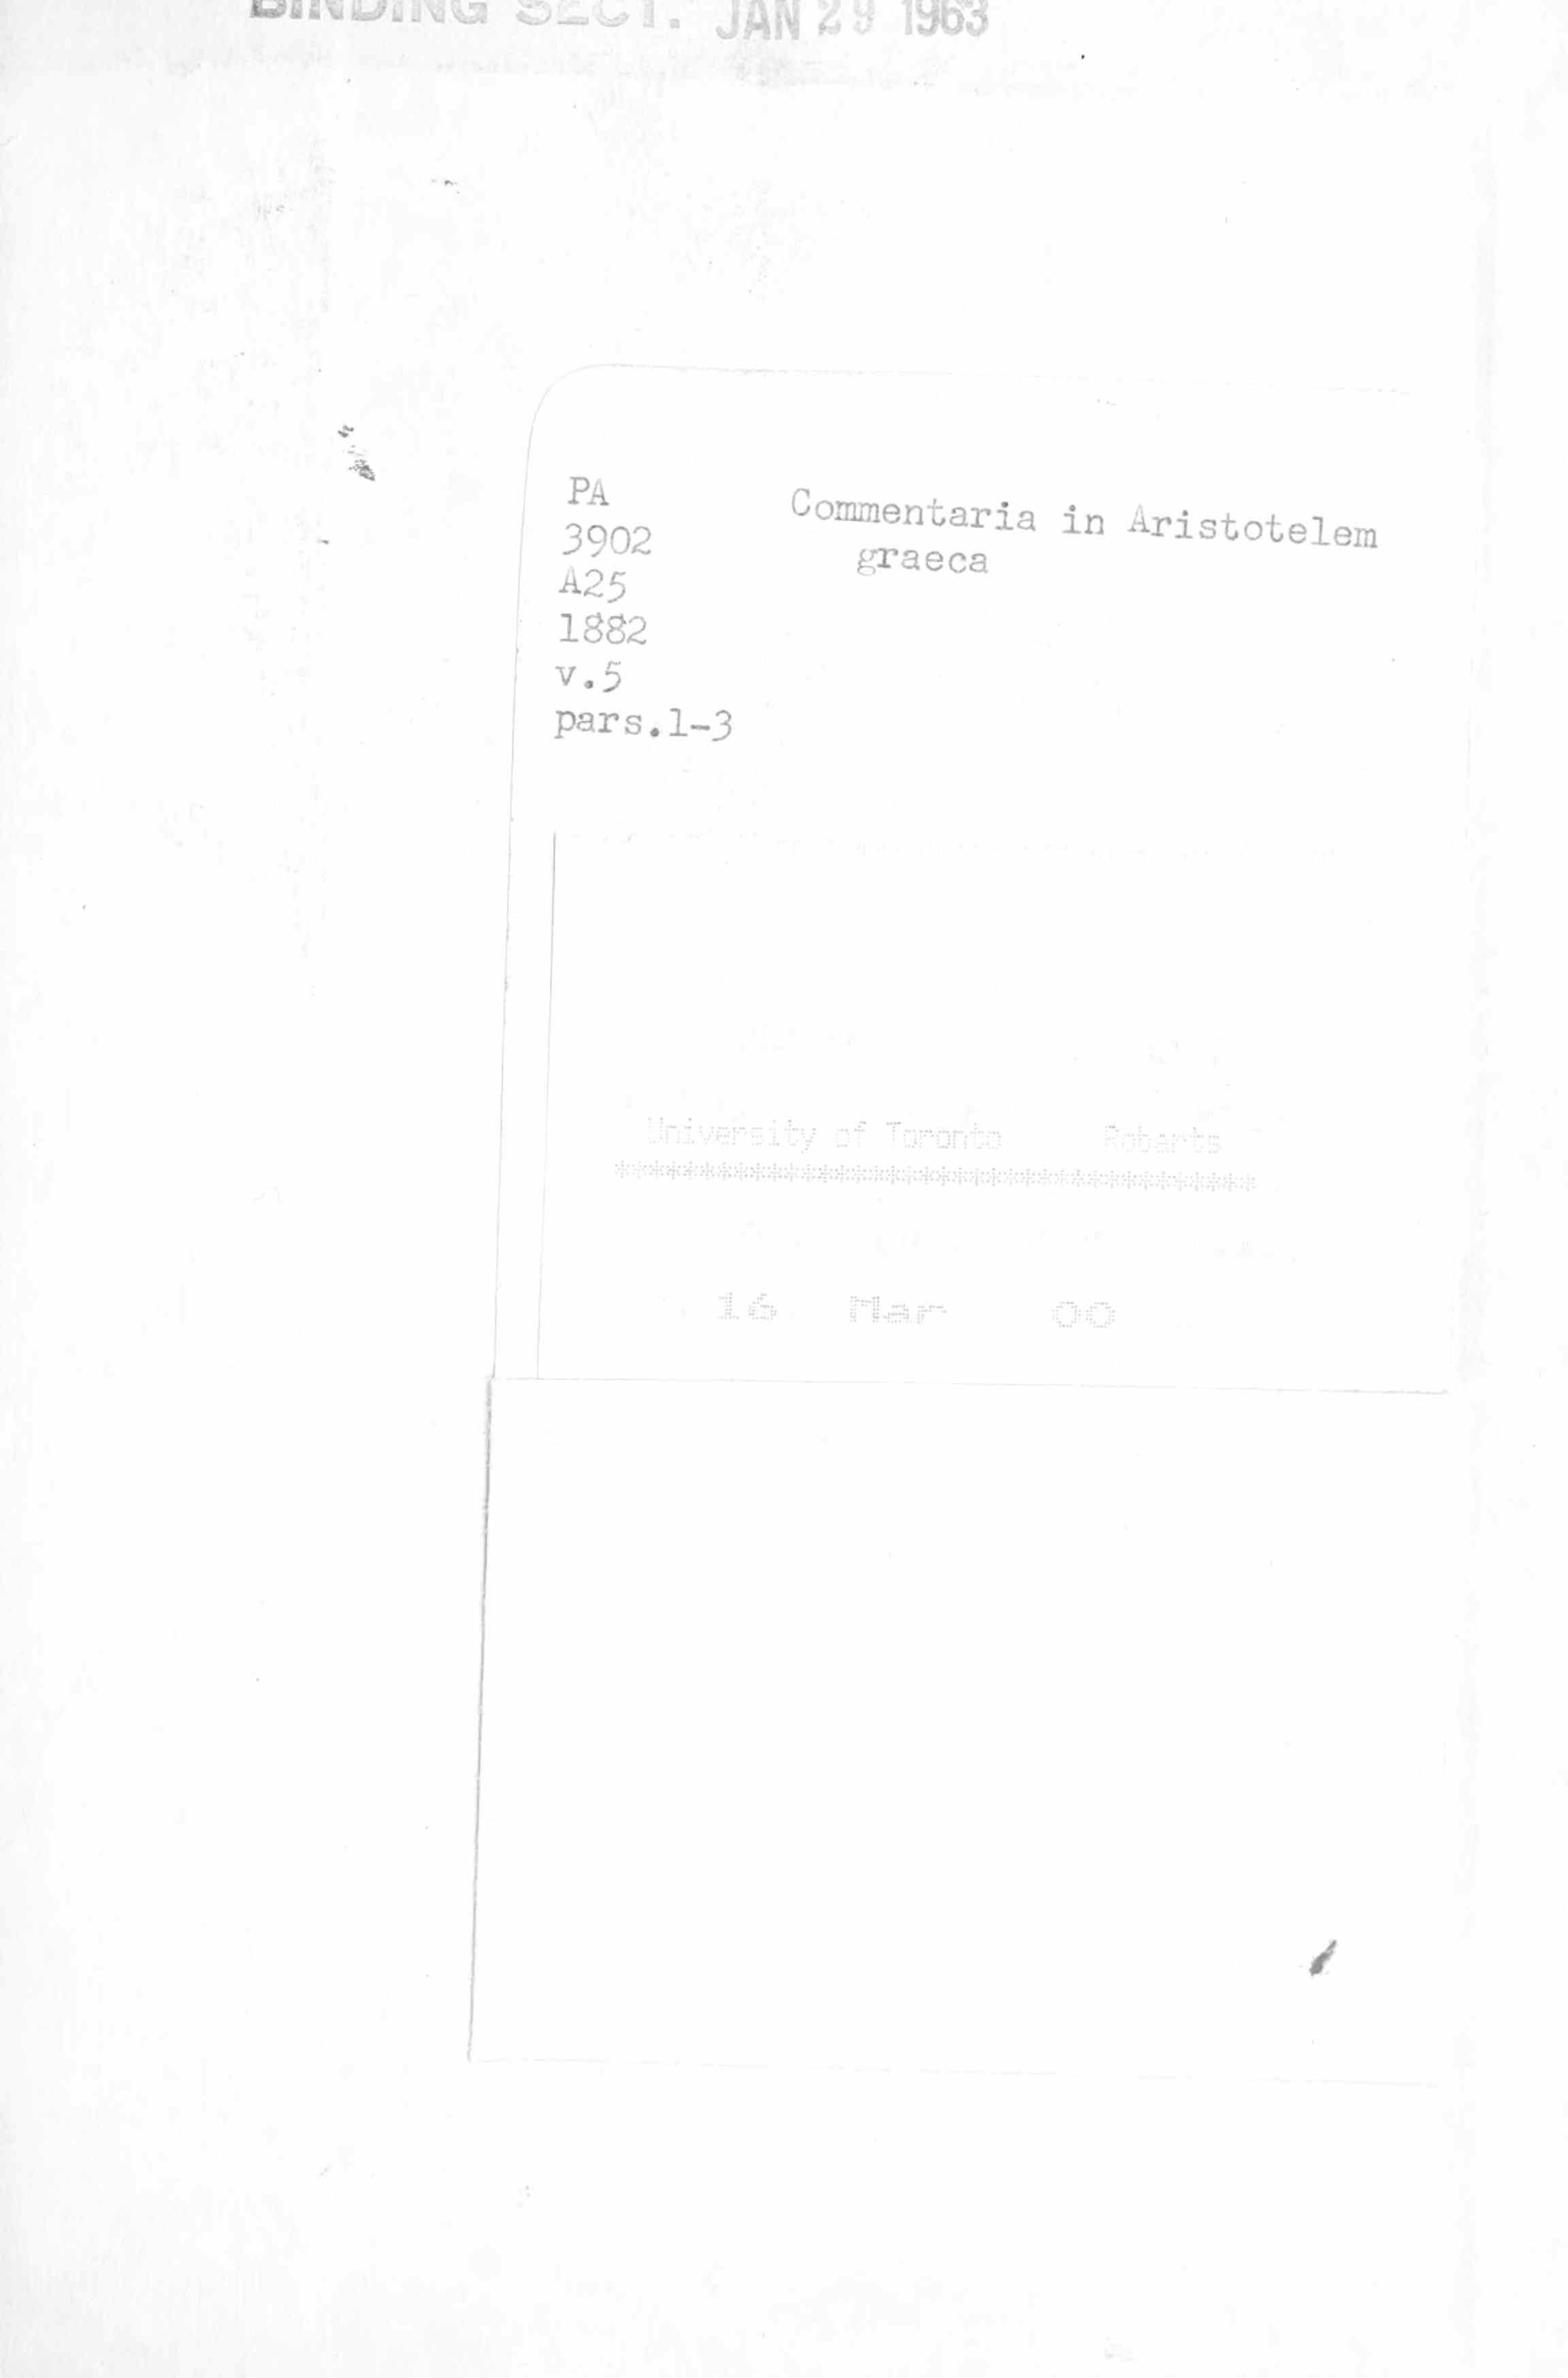 BINDING SECT. JAN 29 1963
PA
3902
A25
1882
v.5
pars.1-3
Commentaria in Aristotelem
graeca
University of Toronto Robarts
**************************************
16 Mar 00